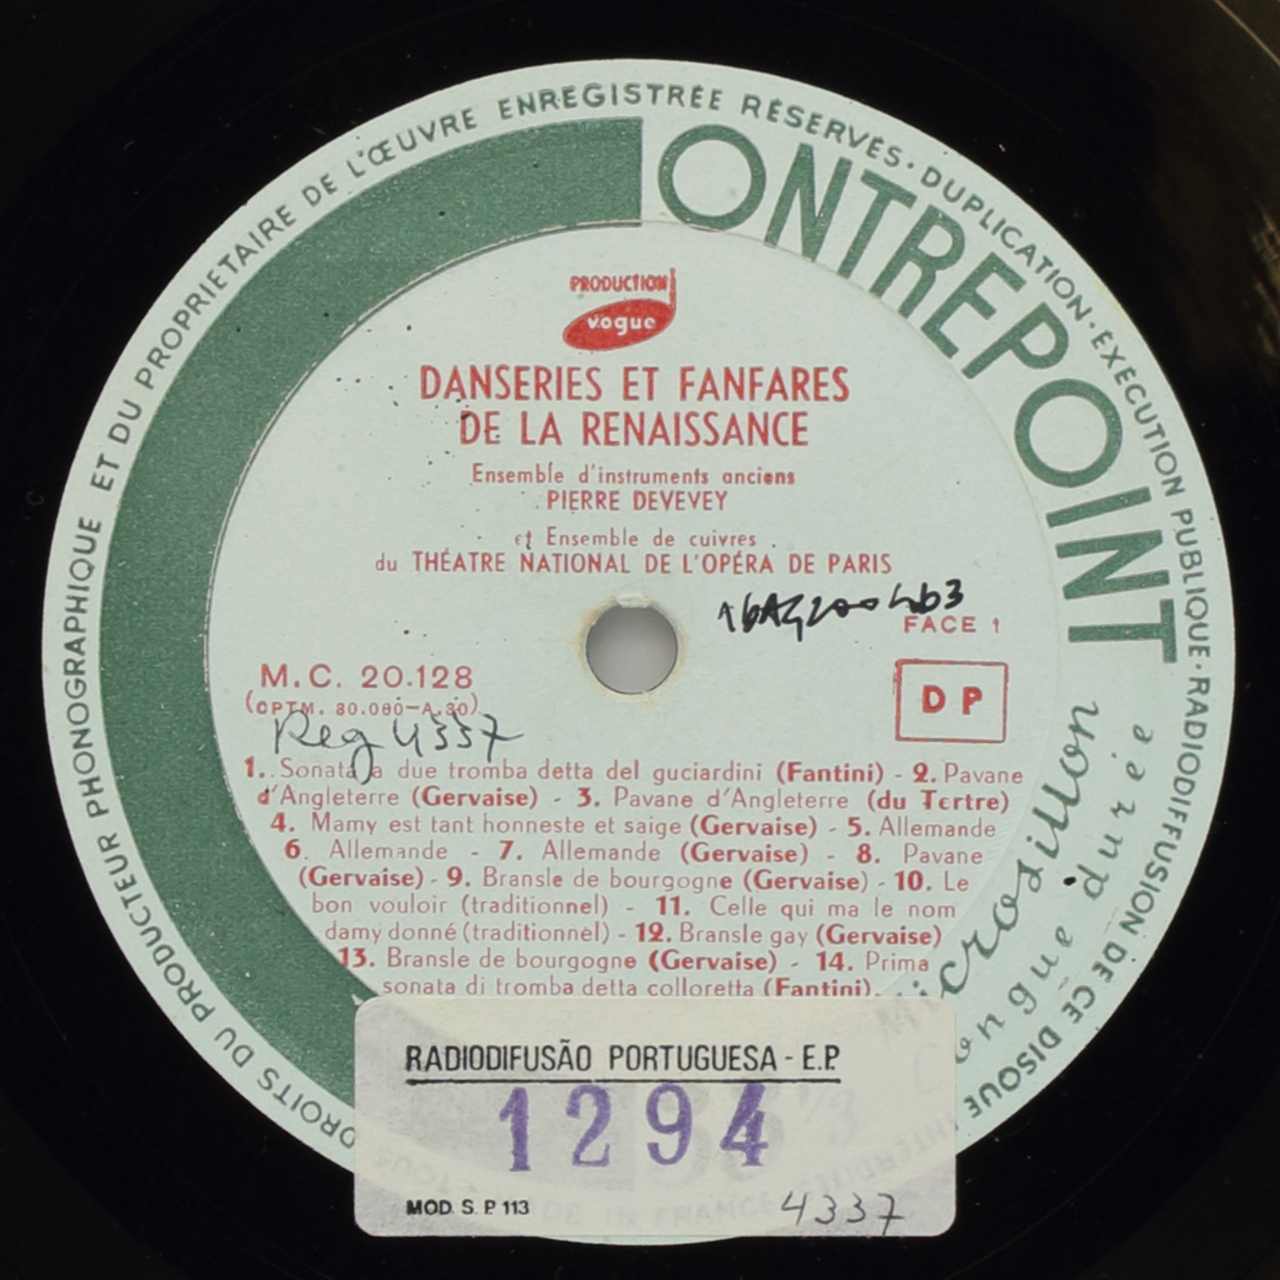 DROITS DU PRODUCTEUR PHONOGRAPHIQUE ET DU PROPRIETAIRE DE L'ŒUVRE ENREGISTRÉE RÉSERVÉS · DUPLICATION · EXÉCUTION PUBLIQUE · RADIODIFFUSION DE CE DISQUE
ONTREPOINT
PRODUCTION
vogue
DANSERIES ET FANFARES
DE LA RENAISSANCE
Ensemble d'instruments anciens
PIERRE DEVEVEY
et Ensemble de cuivres
du THÉATRE NATIONAL DE L'OPÉRA DE PARIS
FACE 1
M.C. 20.128
D P
Reg 4337
1. Sonata a due tromba detta del guciardini (Fantini) - 2. Pavane
d'Angleterre (Gervaise) - 3. Pavane d'Angleterre (du Tertre)
4. Mamy est tant honneste et saige (Gervaise) - 5. Allemande
6. Allemande - 7. Allemande (Gervaise) - 8. Pavane
(Gervaise) - 9. Bransle de bourgogne (Gervaise) - 10. Le
bon vouloir (traditionnel) - 11. Celle qui ma le nom
damy donné (traditionnel) - 12. Bransle gay (Gervaise)
13. Bransle de bourgogne (Gervaise) - 14. Prima
sonata di tromba detta colloretta (Fantini)
Microsillon
longue durée
RADIODIFUSÃO PORTUGUESA - E.P.
1294
MOD. S. P. 113
4337